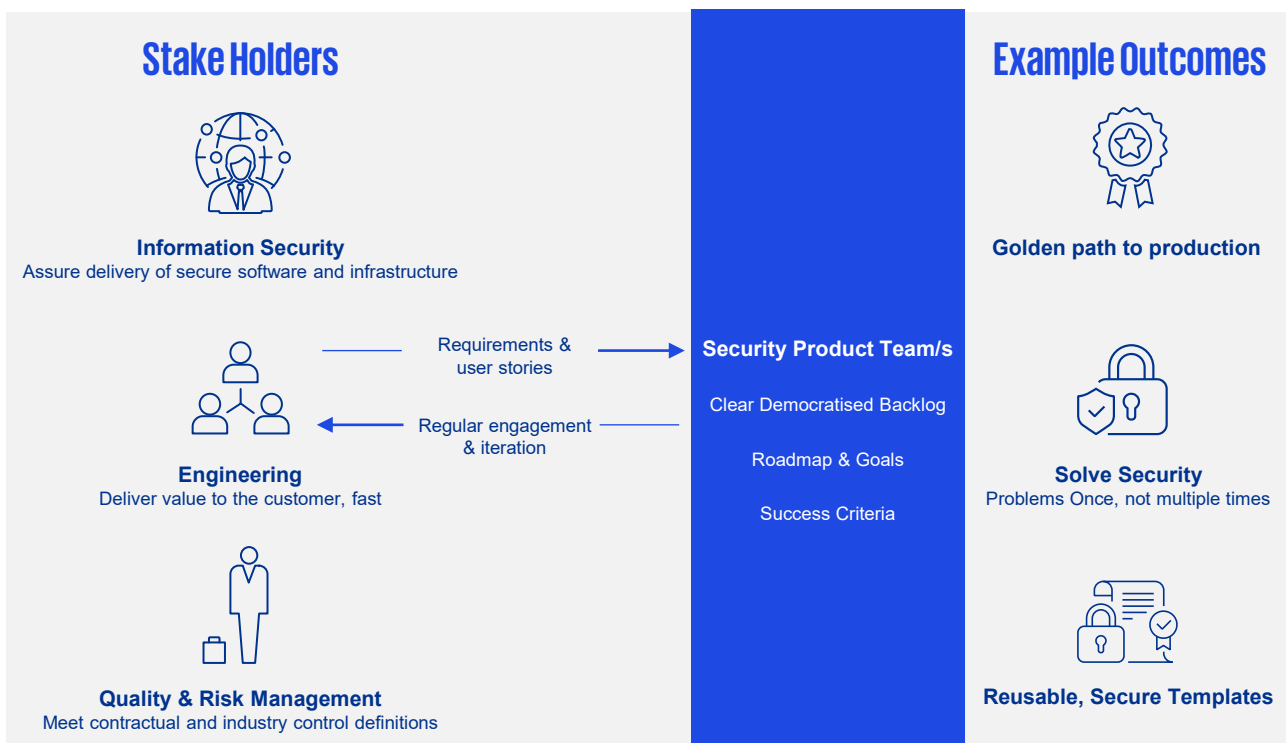 Stake Holders
Information Security
Assure delivery of secure software and infrastructure
Requirements &
user stories
Regular engagement
& iteration
Engineering
Deliver value to the customer, fast
Quality & Risk Management
Meet contractual and industry control definitions
Security Product Team/s
Clear Democratised Backlog
Roadmap & Goals
Success Criteria
Example Outcomes
Golden path to production
Solve Security
Problems Once, not multiple times
Reusable, Secure Templates